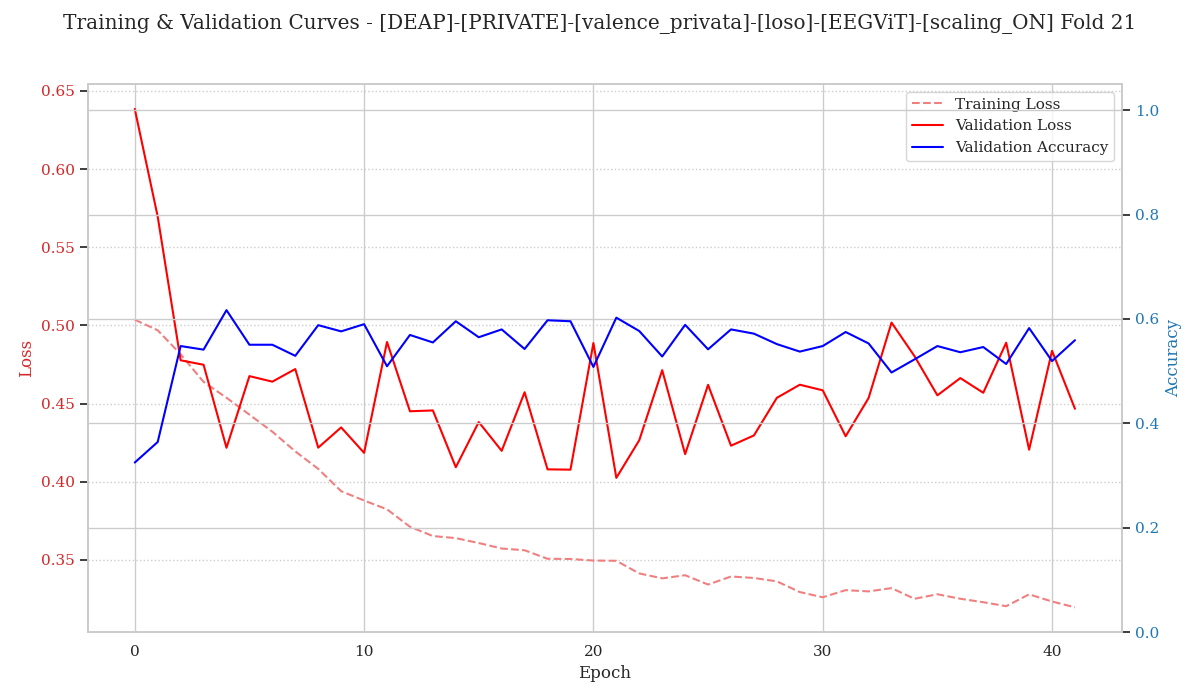 Training & Validation Curves - [DEAP]-[PRIVATE]-[valence_privata]-[loso]-[EEGViT]-[scaling_ON] Fold 21
Training Loss
Validation Loss
Validation Accuracy
0.65
0.60
0.55
0.50
0.45
0.40
0.35
Loss
1.0
0.8
0.6
0.4
0.2
0.0
Accuracy
0
10
20
30
40
Epoch